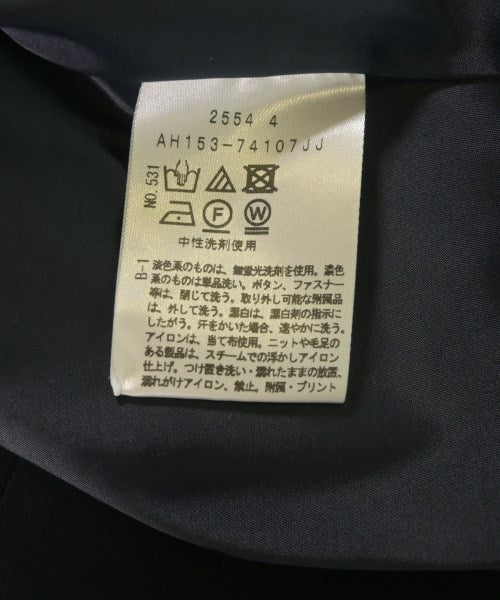 2554 4
AH153-74107JJ
NO.531
F
W
中性洗剤使用
B-1
淡色系のものは、無蛍光洗剤を使用。濃色
系のものは単品洗い。ボタン、ファスナー
等は、閉じて洗う。取り外し可能な附属品
は、外して洗う。漂白は、漂白剤の指示に
したがう。汗をかいた場合、速やかに洗う。
アイロンは、当て布使用。ニットや毛足の
ある製品は、スチームでの浮かしアイロン
仕上げ。つけ置き洗い・濡れたままの放置、
濡れがけアイロン、禁止。附属・プリント